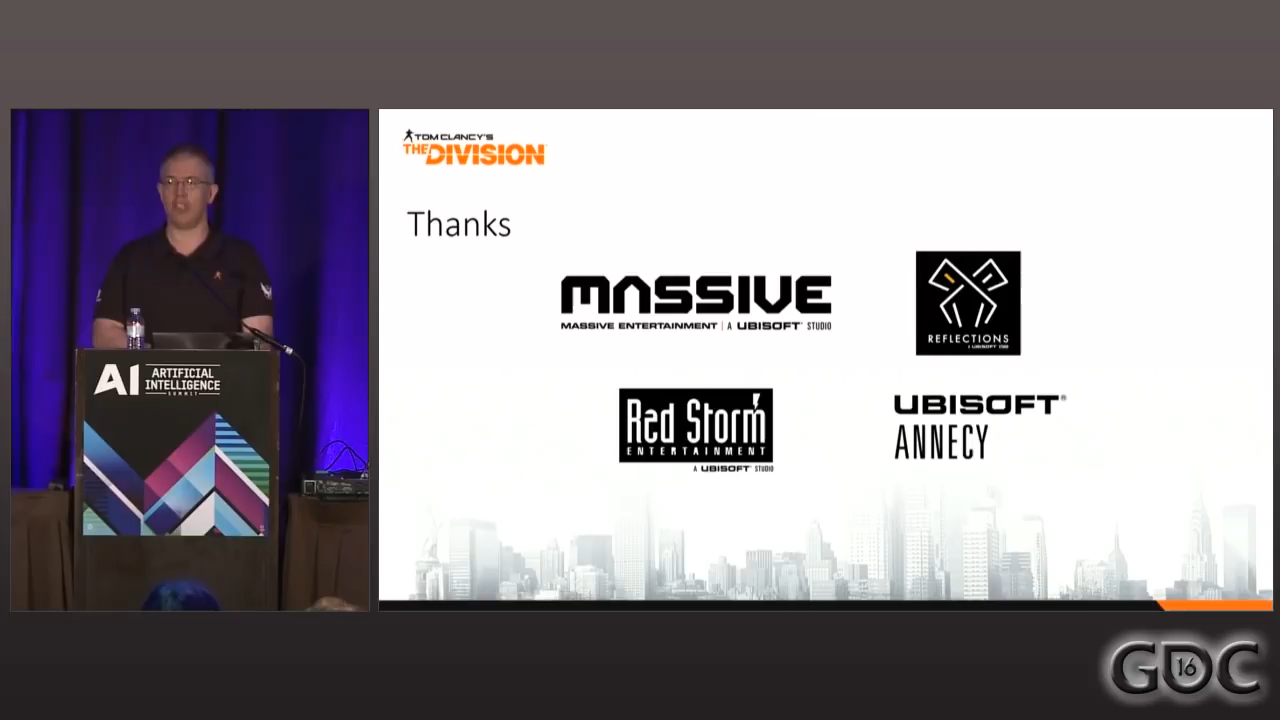 TOM CLANCY'S
THE DIVISION
Thanks
MASSIVE
MASSIVE ENTERTAINMENT | A UBISOFT STUDIO
REFLECTIONS
Red Storm
ENTERTAINMENT
A UBISOFT STUDIO
UBISOFT®
ANNECY
AI ARTIFICIAL
INTELLIGENCE
SUMMIT
GDC
16